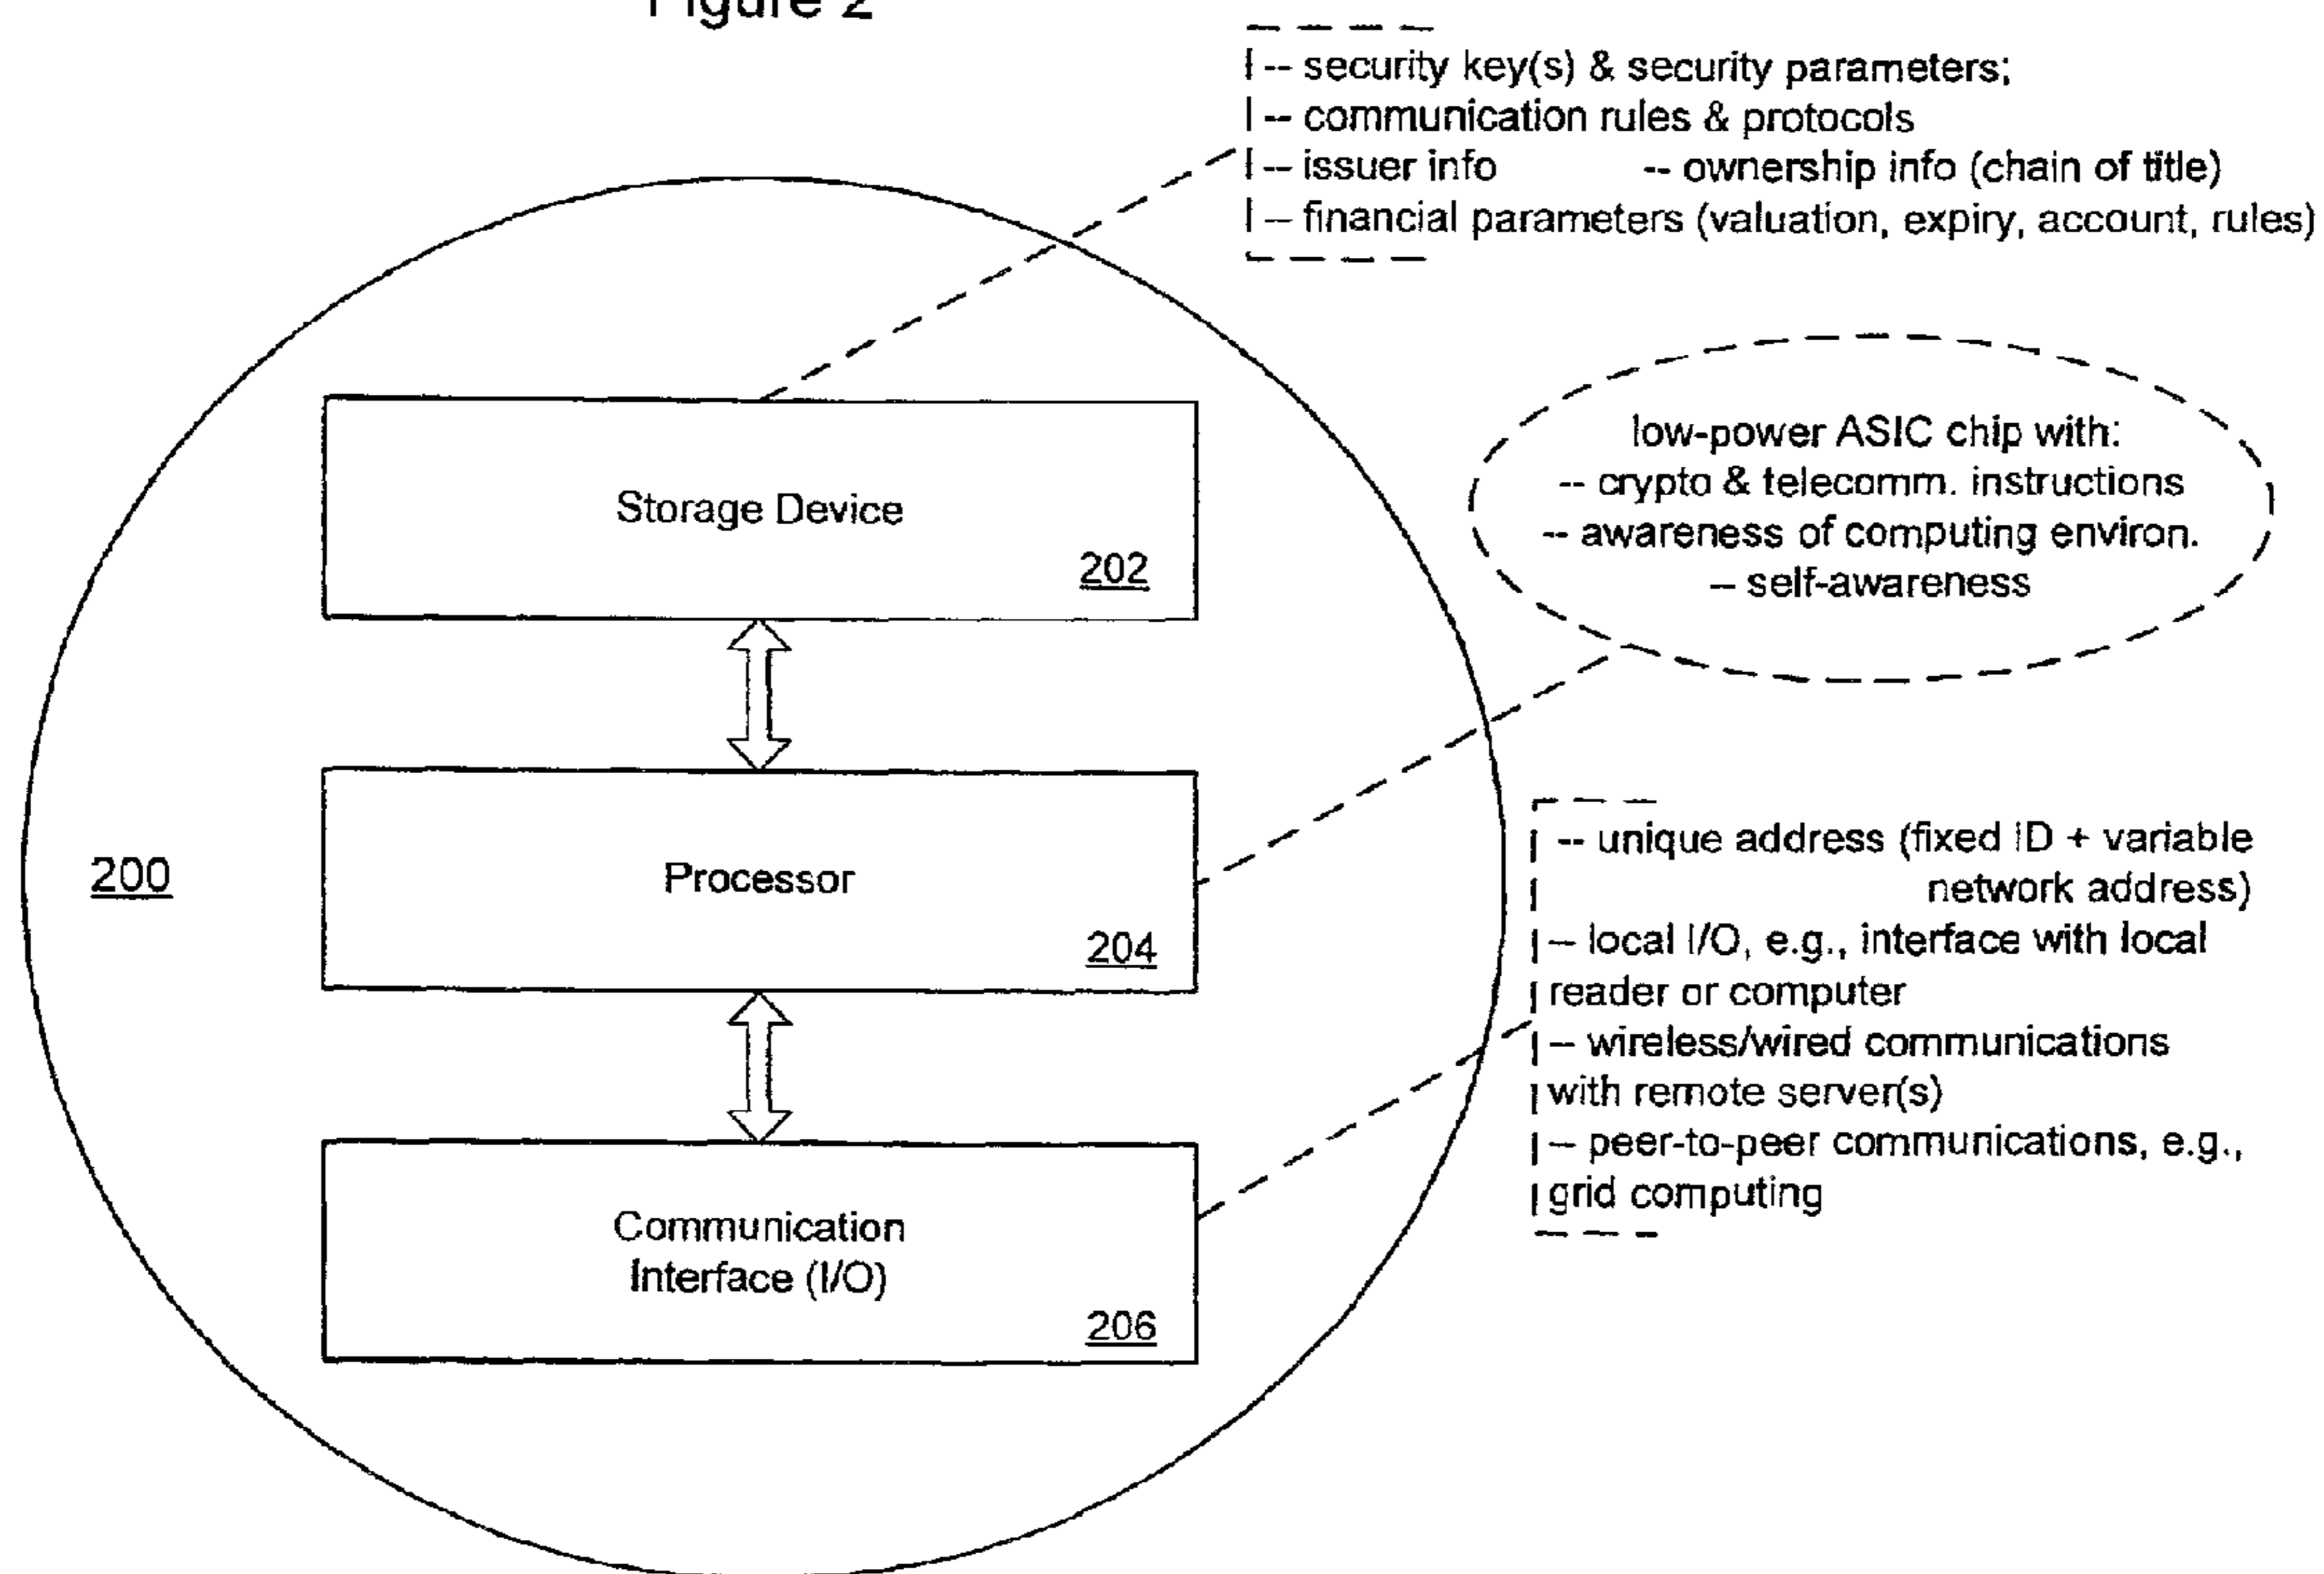 Figure 2
-- security key(s) & security parameters;
-- communication rules & protocols
-- issuer info -- ownership info (chain of title)
-- financial parameters (valuation, expiry, account, rules)
Storage Device
202
low-power ASIC chip with:
-- crypto & telecomm. instructions
-- awareness of computing environ.
-- self-awareness
200
Processor
204
-- unique address (fixed ID + variable
network address)
-- local I/O, e.g., interface with local
reader or computer
-- wireless/wired communications
with remote server(s)
-- peer-to-peer communications, e.g.,
grid computing
Communication
Interface (I/O)
206